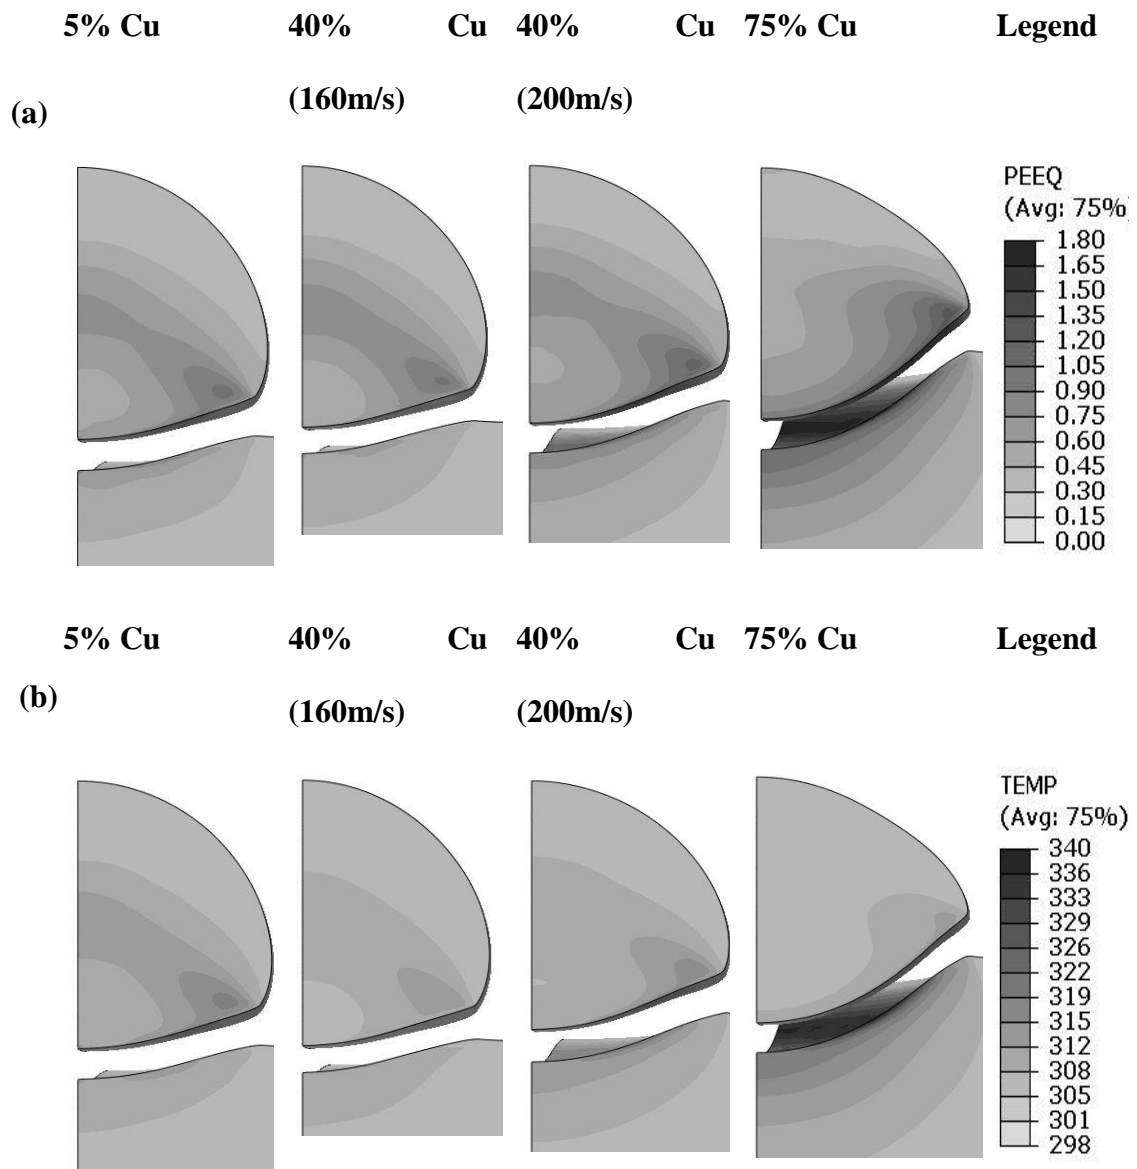 5% Cu 40% Cu 40% Cu 75% Cu Legend
(160m/s) (200m/s)
(a)
PEEQ
(Avg: 75%)
1.80
1.65
1.50
1.35
1.20
1.05
0.90
0.75
0.60
0.45
0.30
0.15
0.00
5% Cu 40% Cu 40% Cu 75% Cu Legend
(b)
(160m/s) (200m/s)
TEMP
(Avg: 75%)
340
336
333
329
326
322
319
315
312
308
305
301
298